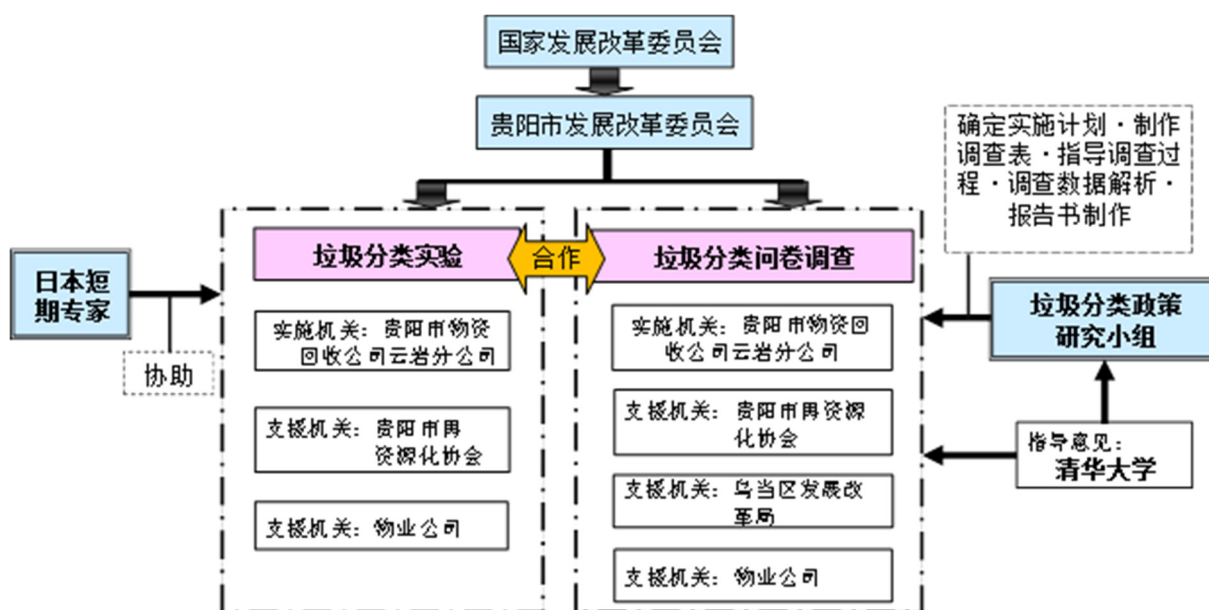 国家发展改革委员会
贵阳市发展改革委员会
确定实施计划·制作
调查表·指导调查过
程·调查数据解析·
报告书制作
垃圾分类实验
合作
垃圾分类问卷调查
日本短
期专家
协助
实施机关：贵阳市物资
回收公司云岩分公司
支援机关：贵阳市再
资源化协会
支援机关：物业公司
实施机关：贵阳市物资回
收公司云岩分公司
支援机关：贵阳市再资源
化协会
支援机关：乌当区发展改
革局
支援机关：物业公司
垃圾分类政策
研究小组
指导意见：
清华大学